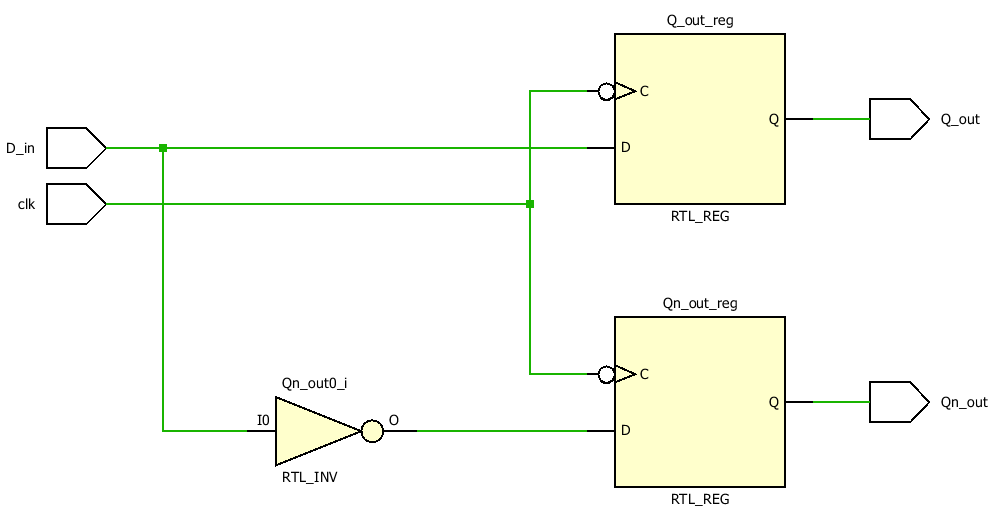 Q_out_reg
C
D_in
D
Q
Q_out
clk
RTL_REG
Qn_out_reg
Qn_out0_i
C
I0
O
D
Q
Qn_out
RTL_INV
RTL_REG